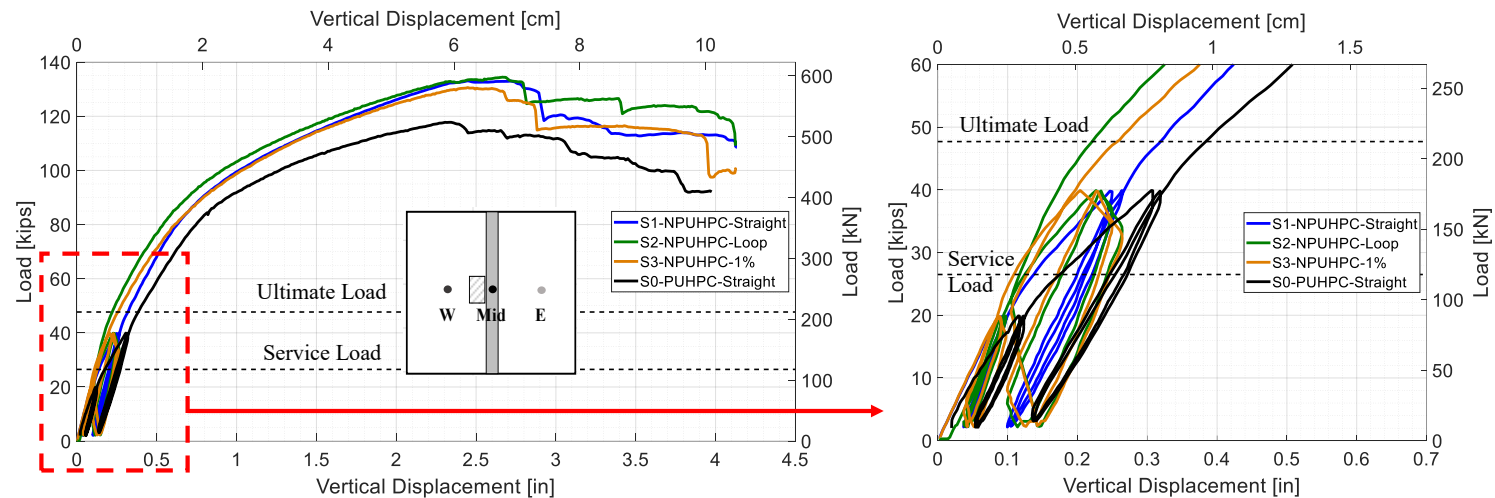 Vertical Displacement [cm]
0 2 4 6 8 10
140
120
100
80
60
40
20
0
Load [kips]
600
500
400
300
200
100
0
Load [kN]
S1-NPUHPC-Straight
S2-NPUHPC-Loop
S3-NPUHPC-1%
S0-PUHPC-Straight
Ultimate Load
Service Load
W Mid E
0 0.5 1 1.5 2 2.5 3 3.5 4 4.5
Vertical Displacement [in]
Vertical Displacement [cm]
0 0.5 1 1.5
60
50
40
30
20
10
0
Load [kips]
250
200
150
100
50
0
Load [kN]
Ultimate Load
Service
Load
S1-NPUHPC-Straight
S2-NPUHPC-Loop
S3-NPUHPC-1%
S0-PUHPC-Straight
0 0.1 0.2 0.3 0.4 0.5 0.6 0.7
Vertical Displacement [in]